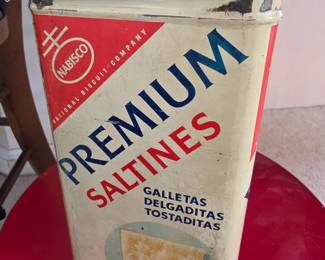 NABISCO
NATIONAL BISCUIT COMPANY
PREMIUM
SALTINES
GALLETAS
DELGADITAS
TOSTADITAS